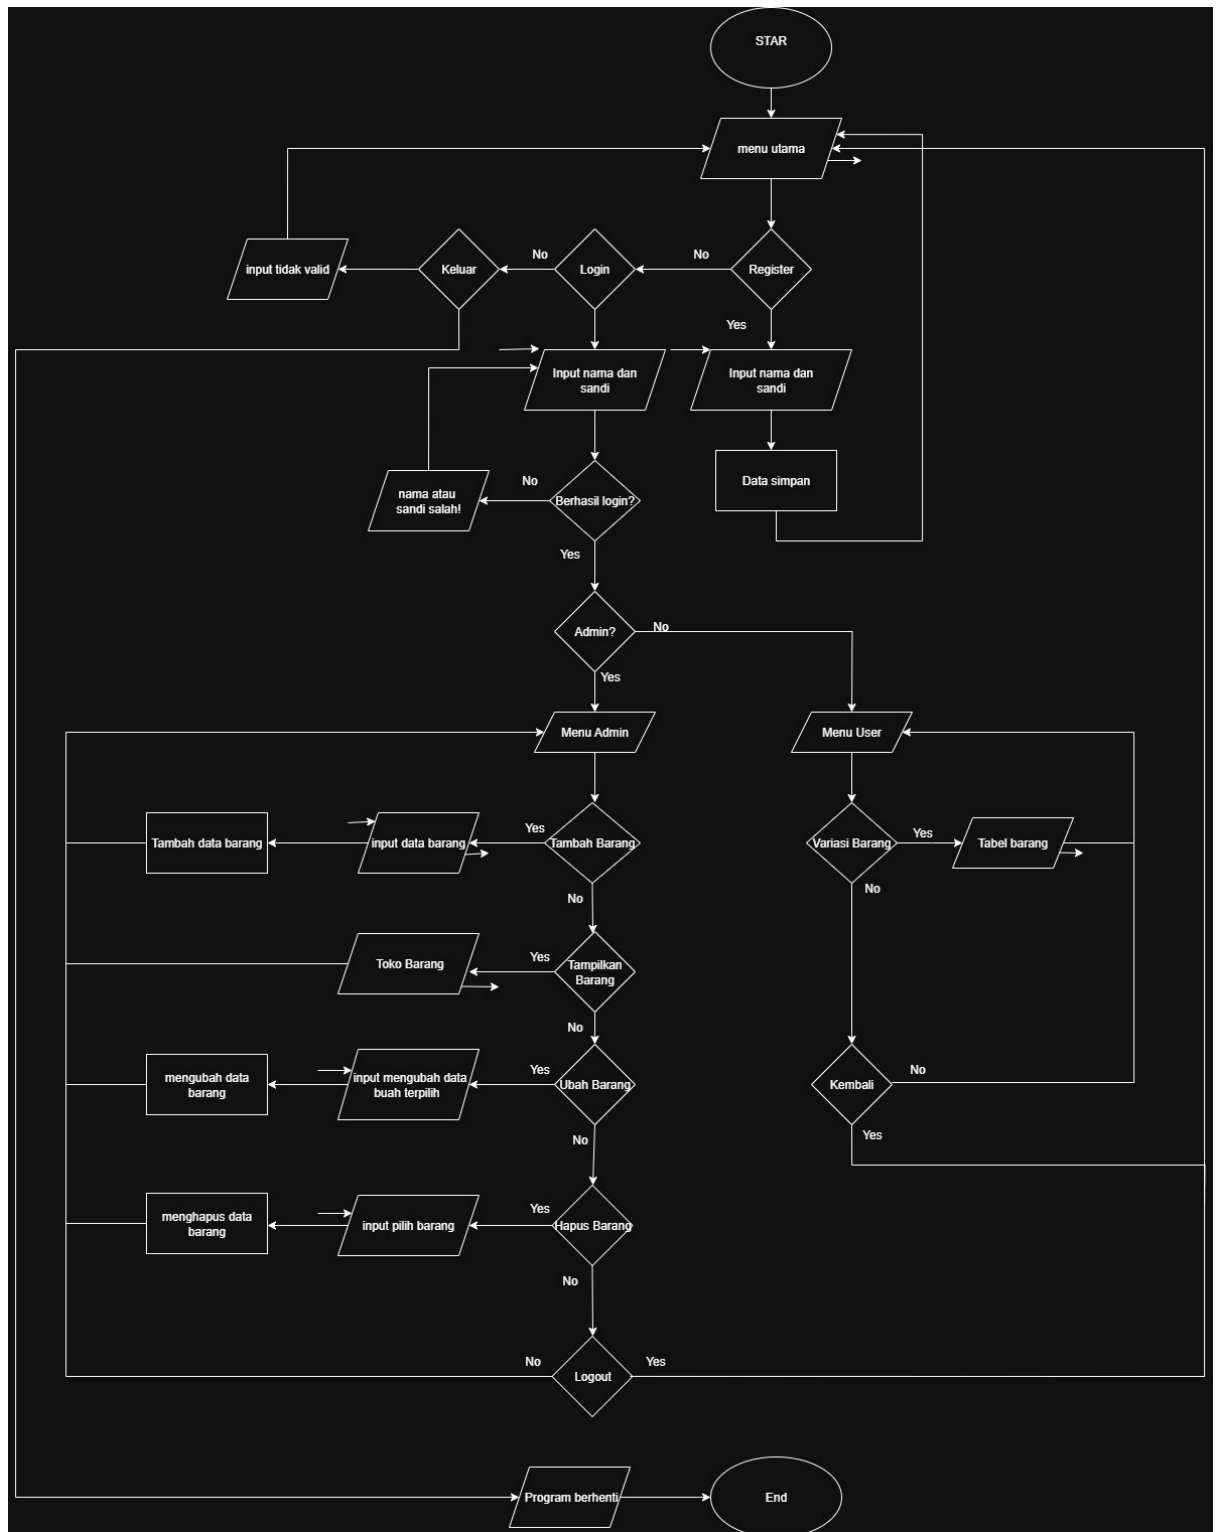 STAR
menu utama
input tidak valid
Keluar
No
Login
No
Register
Yes
Input nama dan
sandi
Input nama dan
sandi
nama atau
sandi salah!
No
Berhasil login?
Data simpan
Yes
Admin?
No
Yes
Menu Admin
Menu User
Tambah data barang
input data barang
Yes
Tambah Barang
Variasi Barang
Yes
Tabel barang
No
No
Toko Barang
Yes
Tampilkan
Barang
No
mengubah data
barang
input mengubah data
buah terpilih
Yes
Ubah Barang
Kembali
No
No
Yes
menghapus data
barang
input pilih barang
Yes
Hapus Barang
No
No
Logout
Yes
Program berhenti
End